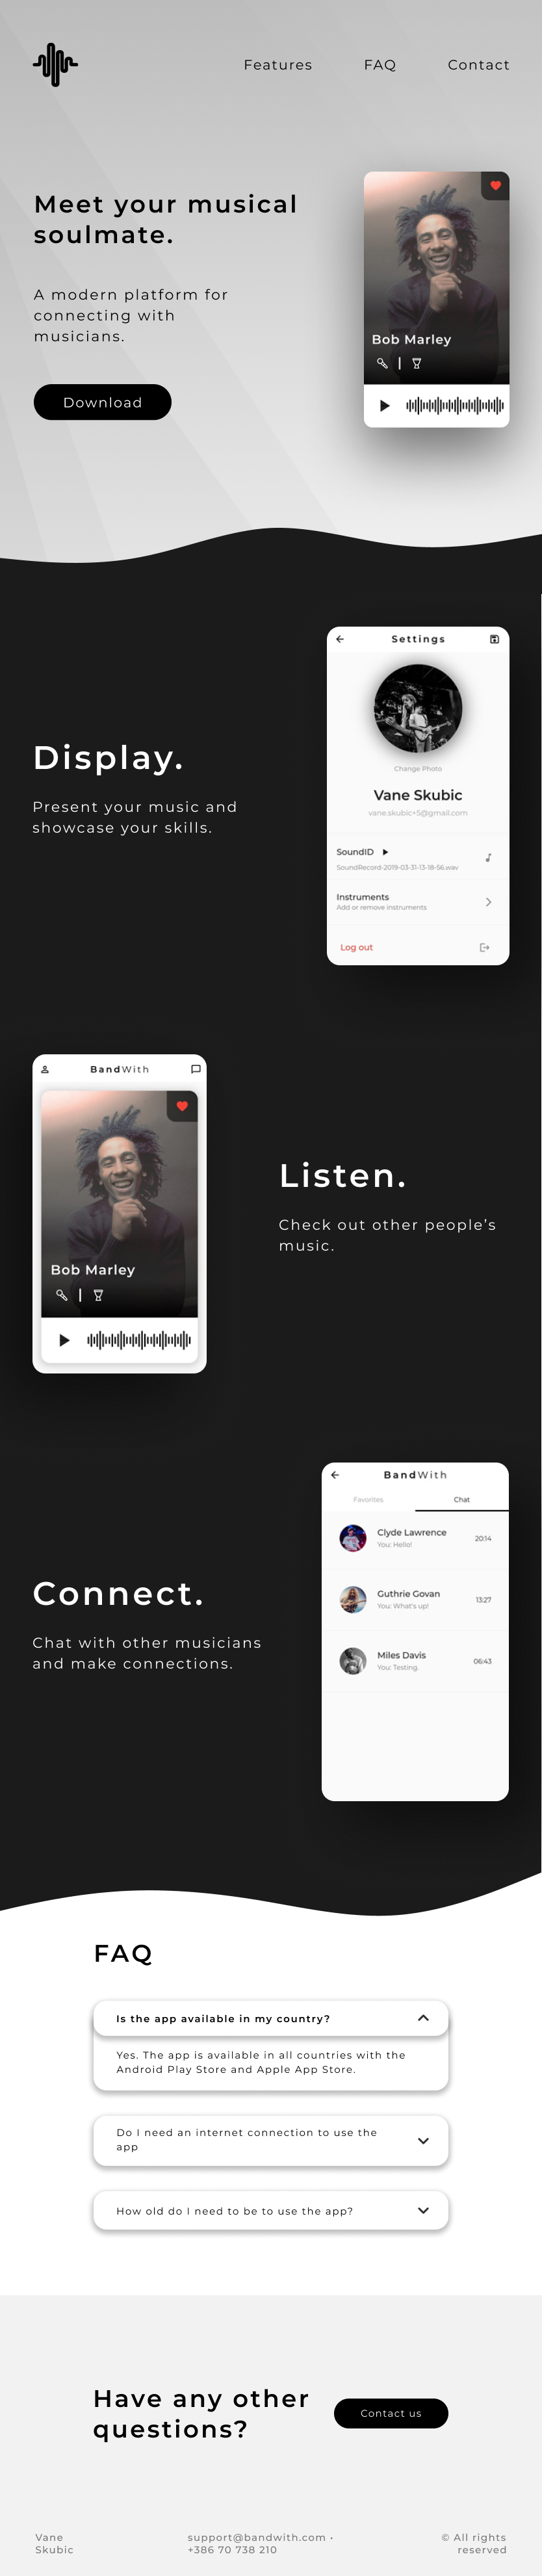 Features
FAQ
Contact
Meet your musical
soulmate.
A modern platform for
connecting with
musicians.
Download
Bob Marley
Settings
Change Photo
Vane Skubic
vane.skubic+5@gmail.com
Display.
Present your music and
showcase your skills.
SoundID
SoundRecord-2019-03-31-13-18-56.wav
Instruments
Add or remove instruments
Log out
BandWith
Bob Marley
Listen.
Check out other people's
music.
BandWith
Favorites
Chat
Clyde Lawrence
You: Hello!
20:14
Guthrie Govan
You: What's up!
13:27
Miles Davis
You: Testing.
06:43
Connect.
Chat with other musicians
and make connections.
FAQ
Is the app available in my country?
Yes. The app is available in all countries with the
Android Play Store and Apple App Store.
Do I need an internet connection to use the
app
How old do I need to be to use the app?
Have any other
questions?
Contact us
Vane
Skubic
support@bandwith.com •
+386 70 738 210
© All rights
reserved